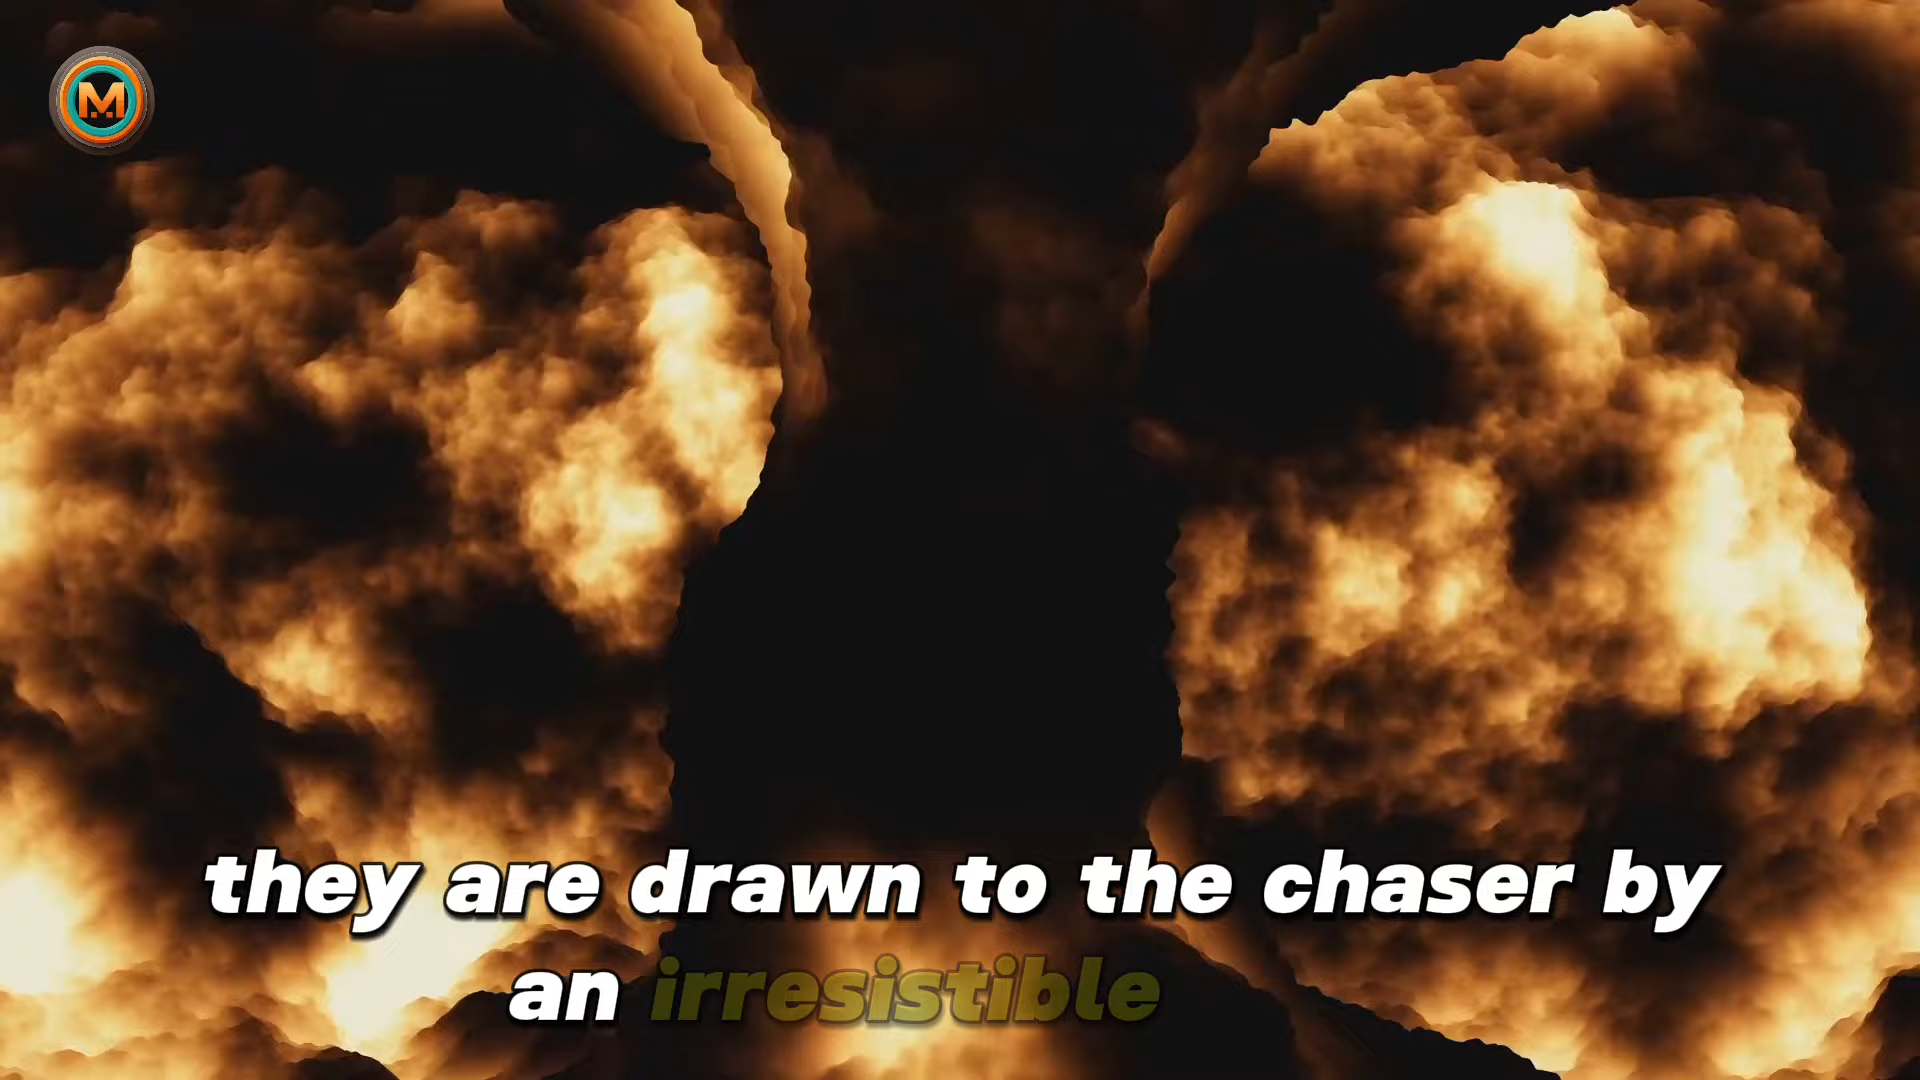 M
they are drawn to the chaser by
an irresistible